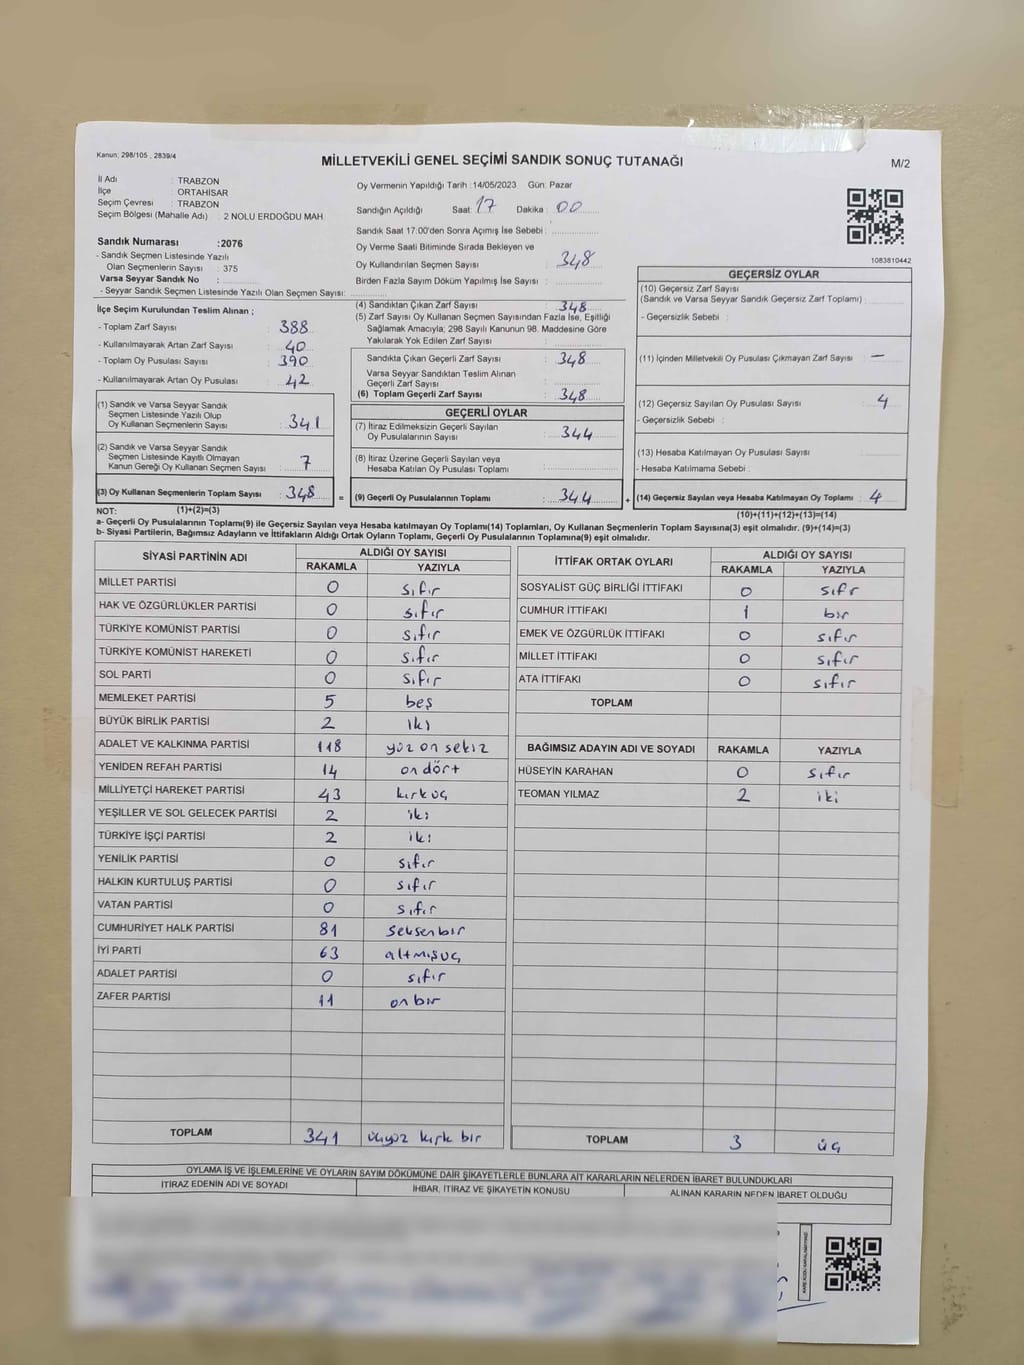 Kanun; 298/105 , 2839/4
MİLLETVEKİLİ GENEL SEÇİMİ SANDIK SONUÇ TUTANAĞI
M/2
İl Adı : TRABZON
İlçe : ORTAHİSAR
Seçim Çevresi : TRABZON
Seçim Bölgesi (Mahalle Adı) : 2 NOLU ERDOĞDU MAH
Sandık Numarası :2076
- Sandık Seçmen Listesinde Yazılı
Olan Seçmenlerin Sayısı : 375
Varsa Seyyar Sandık No :
- Seyyar Sandık Seçmen Listesinde Yazılı Olan Seçmen Sayısı:
Oy Vermenin Yapıldığı Tarih :14/05/2023 Gün: Pazar
Sandığın Açıldığı Saat: 17 Dakika : 00
Sandık Saat 17:00'den Sonra Açımış İse Sebebi :
Oy Verme Saati Bitiminde Sırada Bekleyen ve
Oy Kullandırılan Seçmen Sayısı : 348
Birden Fazla Sayım Döküm Yapılmış İse Sayısı :
1083810442
İlçe Seçim Kurulundan Teslim Alınan ;
- Toplam Zarf Sayısı : 388
- Kullanılmayarak Artan Zarf Sayısı : 40
- Toplam Oy Pusulası Sayısı : 390
- Kullanılmayarak Artan Oy Pusulası : 42
(1) Sandık ve Varsa Seyyar Sandık
Seçmen Listesinde Yazılı Olup
Oy Kullanan Seçmenlerin Sayısı : 341
(2) Sandık ve Varsa Seyyar Sandık
Seçmen Listesinde Kayıtlı Olmayan
Kanun Gereği Oy Kullanan Seçmen Sayısı : 7
(3) Oy Kullanan Seçmenlerin Toplam Sayısı : 348 =
(4) Sandıktan Çıkan Zarf Sayısı : 348
(5) Zarf Sayısı Oy Kullanan Seçmen Sayısından Fazla İse, Eşitliği
Sağlamak Amacıyla; 298 Sayılı Kanunun 98. Maddesine Göre
Yakılarak Yok Edilen Zarf Sayısı :
Sandıkta Çıkan Geçerli Zarf Sayısı : 348
Varsa Seyyar Sandıktan Teslim Alınan
Geçerli Zarf Sayısı :
(6) Toplam Geçerli Zarf Sayısı : 348
GEÇERLİ OYLAR
(7) İtiraz Edilmeksizin Geçerli Sayılan
Oy Pusulalarının Sayısı : 344
(8) İtiraz Üzerine Geçerli Sayılan veya
Hesaba Katılan Oy Pusulası Toplamı :
(9) Geçerli Oy Pusulalarının Toplamı : 344 +
GEÇERSİZ OYLAR
(10) Geçersiz Zarf Sayısı
(Sandık ve Varsa Seyyar Sandık Geçersiz Zarf Toplamı) :
- Geçersizlik Sebebi :
(11) İçinden Milletvekili Oy Pusulası Çıkmayan Zarf Sayısı : —
(12) Geçersiz Sayılan Oy Pusulası Sayısı : 4
- Geçersizlik Sebebi :
(13) Hesaba Katılmayan Oy Pusulası Sayısı :
- Hesaba Katılmama Sebebi :
(14) Geçersiz Sayılan veya Hesaba Katılmayan Oy Toplamı : 4
NOT: (1)+(2)=(3) (10)+(11)+(12)+(13)=(14)
a- Geçerli Oy Pusulalarının Toplamı(9) ile Geçersiz Sayılan veya Hesaba katılmayan Oy Toplamı(14) Toplamları, Oy Kullanan Seçmenlerin Toplam Sayısına(3) eşit olmalıdır. (9)+(14)=(3)
b- Siyasi Partilerin, Bağımsız Adayların ve İttifakların Aldığı Ortak Oyların Toplamı, Geçerli Oy Pusulalarının Toplamına(9) eşit olmalıdır.
SİYASİ PARTİNİN ADI ALDIĞI OY SAYISI
RAKAMLA YAZIYLA
MİLLET PARTİSİ 0 sıfır
HAK VE ÖZGÜRLÜKLER PARTİSİ 0 sıfır
TÜRKİYE KOMÜNİST PARTİSİ 0 sıfır
TÜRKİYE KOMÜNİST HAREKETİ 0 sıfır
SOL PARTİ 0 sıfır
MEMLEKET PARTİSİ 5 beş
BÜYÜK BİRLİK PARTİSİ 2 iki
ADALET VE KALKINMA PARTİSİ 118 yüz on sekiz
YENİDEN REFAH PARTİSİ 14 on dört
MİLLİYETÇİ HAREKET PARTİSİ 43 kırküç
YEŞİLLER VE SOL GELECEK PARTİSİ 2 iki
TÜRKİYE İŞÇİ PARTİSİ 2 iki
YENİLİK PARTİSİ 0 sıfır
HALKIN KURTULUŞ PARTİSİ 0 sıfır
VATAN PARTİSİ 0 sıfır
CUMHURİYET HALK PARTİSİ 81 seksenbir
İYİ PARTİ 63 altmışüç
ADALET PARTİSİ 0 sıfır
ZAFER PARTİSİ 11 on bir
TOPLAM 341 üçyüz kırk bir
İTTİFAK ORTAK OYLARI ALDIĞI OY SAYISI
RAKAMLA YAZIYLA
SOSYALİST GÜÇ BİRLİĞİ İTTİFAKI 0 sıfr
CUMHUR İTTİFAKI 1 bir
EMEK VE ÖZGÜRLÜK İTTİFAKI 0 sıfır
MİLLET İTTİFAKI 0 sıfır
ATA İTTİFAKI 0 sıfır
TOPLAM
BAĞIMSIZ ADAYIN ADI VE SOYADI RAKAMLA YAZIYLA
HÜSEYİN KARAHAN 0 sıfır
TEOMAN YILMAZ 2 iki
TOPLAM 3 üç
OYLAMA İŞ VE İŞLEMLERİNE VE OYLARIN SAYIM DÖKÜMÜNE DAİR ŞİKAYETLERLE BUNLARA AİT KARARLARIN NELERDEN İBARET BULUNDUKLARI
İTİRAZ EDENİN ADI VE SOYADI İHBAR, İTİRAZ VE ŞİKAYETİN KONUSU ALINAN KARARIN NEDEN İBARET OLDUĞU